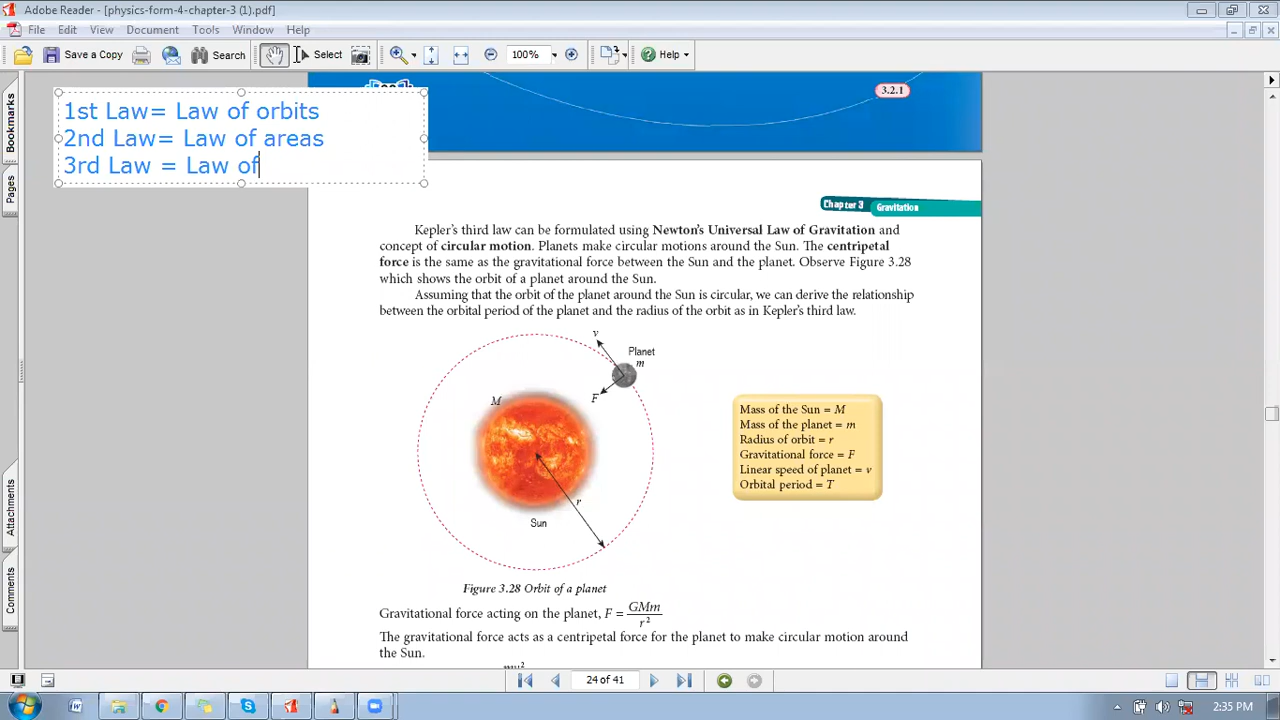 Adobe Reader - [physics-form-4-chapter-3 (1).pdf]
File Edit View Document Tools Window Help
Save a Copy Search Select 100% Help
1st Law= Law of orbits
2nd Law= Law of areas
3rd Law = Law of
3.2.1
Chapter 3 Gravitation
Kepler's third law can be formulated using Newton's Universal Law of Gravitation and
concept of circular motion. Planets make circular motions around the Sun. The centripetal
force is the same as the gravitational force between the Sun and the planet. Observe Figure 3.28
which shows the orbit of a planet around the Sun.
Assuming that the orbit of the planet around the Sun is circular, we can derive the relationship
between the orbital period of the planet and the radius of the orbit as in Kepler's third law.
v
Planet
m
F
M
r
Sun
Mass of the Sun = M
Mass of the planet = m
Radius of orbit = r
Gravitational force = F
Linear speed of planet = v
Orbital period = T
Figure 3.28 Orbit of a planet
Gravitational force acting on the planet, F = GMm / r²
The gravitational force acts as a centripetal force for the planet to make circular motion around
the Sun.
mv²
Bookmarks
Pages
Attachments
Comments
24 of 41
2:35 PM